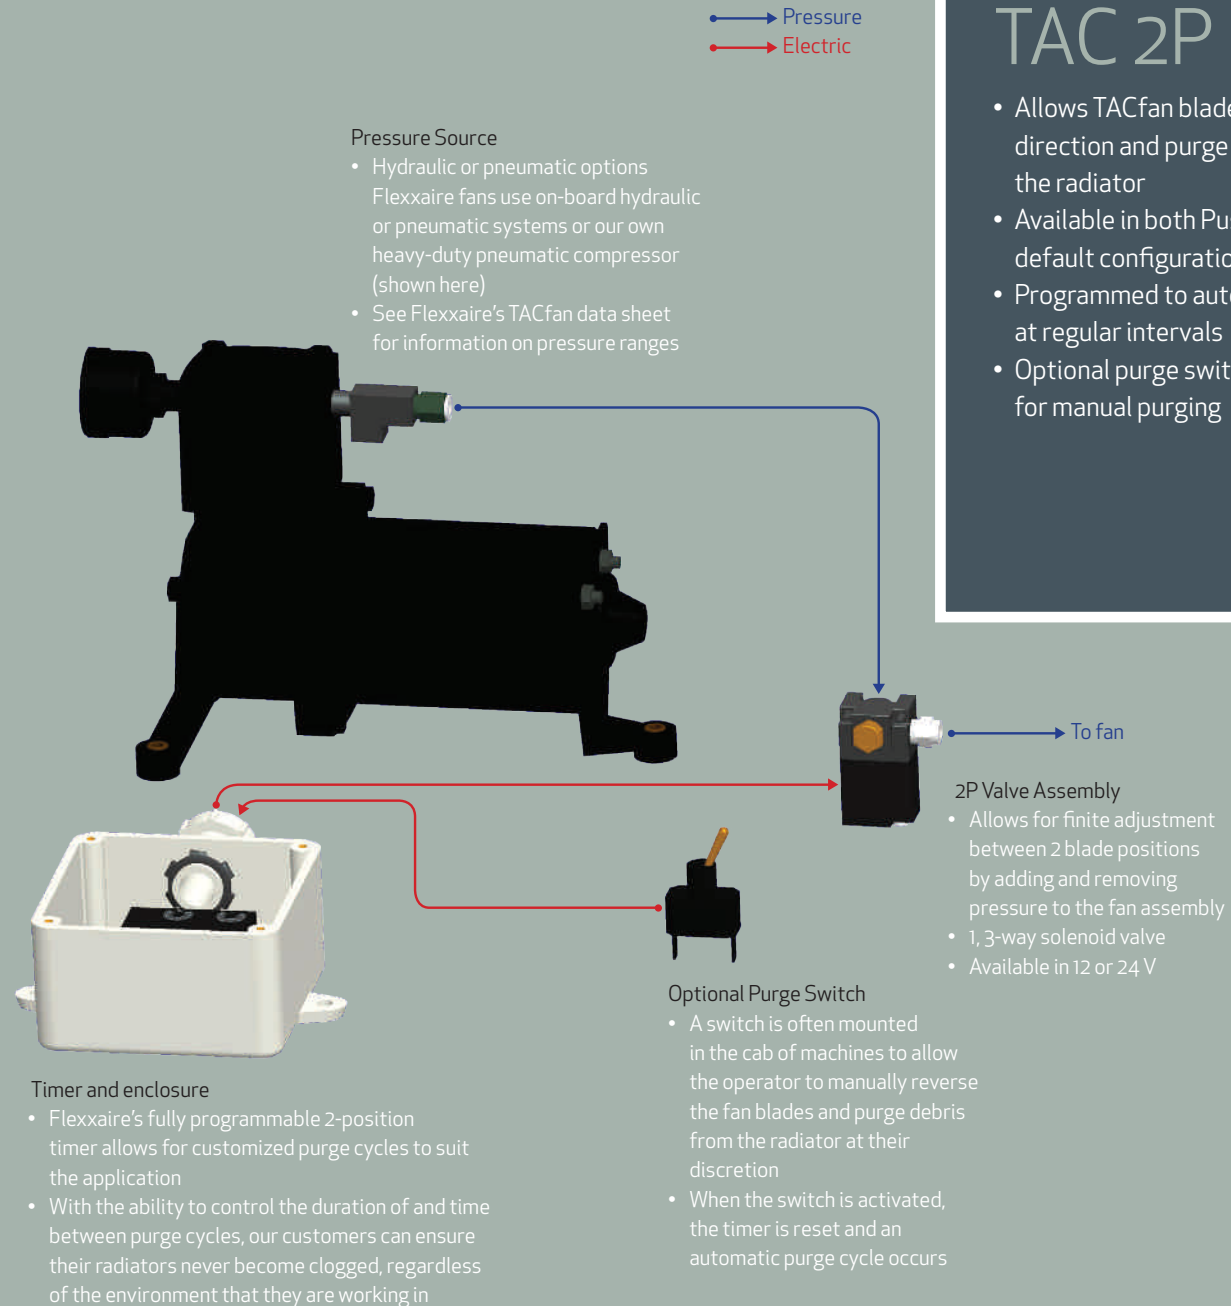 Pressure
Electric
TAC 2P
• Allows TACfan
direction and purge
the radiator
• Available in both
default
• Programmed to
at regular intervals
• Optional purge
for manual purging
Pressure Source
• Hydraulic or pneumatic options
Flexxaire fans use on-board hydraulic
or pneumatic systems or our own
heavy-duty pneumatic compressor
(shown here)
• See Flexxaire's TACfan data sheet
for information on pressure ranges
To fan
2P Valve Assembly
• Allows for finite adjustment
between 2 blade positions
by adding and removing
pressure to the fan assembly
• 1, 3-way solenoid valve
• Available in 12 or 24 V
Optional Purge Switch
• A switch is often mounted
in the cab of machines to allow
the operator to manually reverse
the fan blades and purge debris
from the radiator at their
discretion
• When the switch is activated,
the timer is reset and an
automatic purge cycle occurs
Timer and enclosure
• Flexxaire's fully programmable 2-position
timer allows for customized purge cycles to suit
the application
• With the ability to control the duration of and time
between purge cycles, our customers can ensure
their radiators never become clogged, regardless
of the environment that they are working in